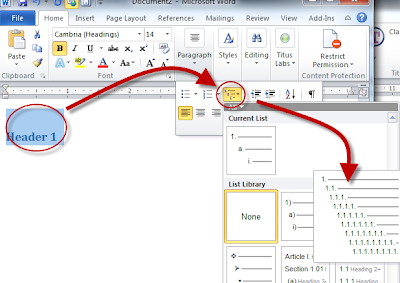 Document2
File Home Insert Page Layout References Mailings Review View Add-Ins
Cambria (Headings) 14
Paste
B I U abc
Paragraph Styles Editing Titus Labs Restrict Permission
Clipboard Font Content Protection
Header 1
Current List
1.
a.
i.
List Library
None
1)
a)
i)
Article I.
Section 1.01
(a) Heading 3
1.1 Heading 2
1.
1.1.
1.1.1.
1.1.1.1.
1.1.1.1.1.
1.1.1.1.1.1.
1.1.1.1.1.1.1.
1.1.1.1.1.1.1.1.
1.1.1.1.1.1.1.1.1.